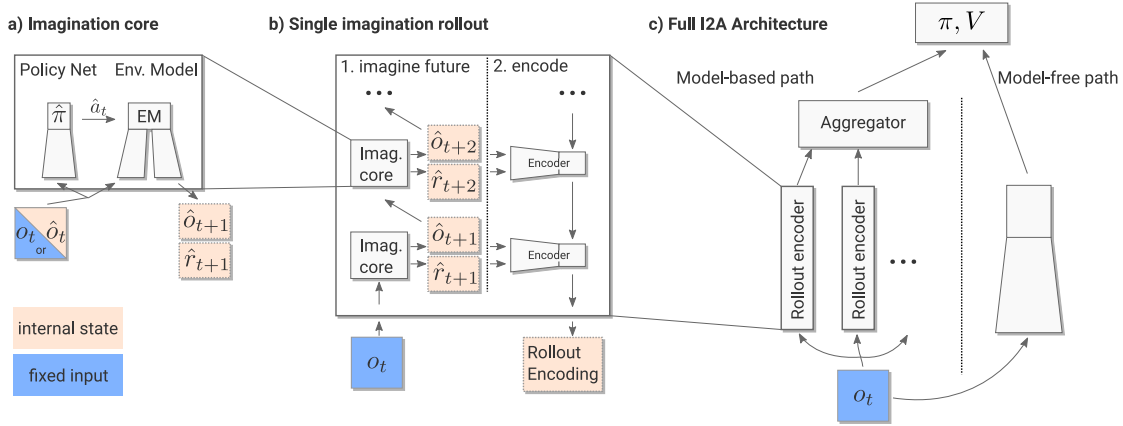 a) Imagination core
Policy Net
Env. Model
π̂
â_t
EM
o_t
or
ô_t
ô_{t+1}
r̂_{t+1}
internal state
fixed input
b) Single imagination rollout
1. imagine future
2. encode
...
...
Imag.
core
ô_{t+2}
r̂_{t+2}
Encoder
Imag.
core
ô_{t+1}
r̂_{t+1}
Encoder
o_t
Rollout
Encoding
c) Full I2A Architecture
π, V
Model-based path
Model-free path
Aggregator
Rollout encoder
Rollout encoder
...
o_t